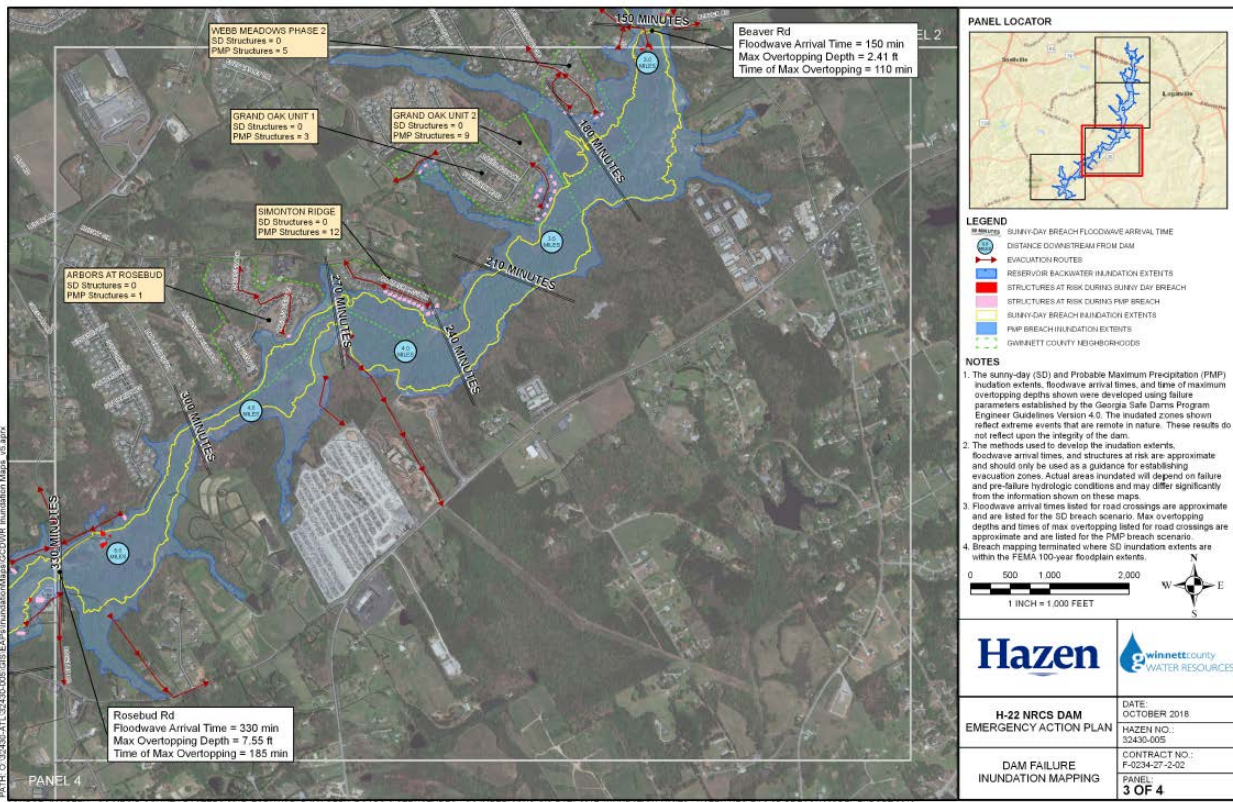 150 MINUTES
Beaver Rd
Floodwave Arrival Time = 150 min
Max Overtopping Depth = 2.41 ft
Time of Max Overtopping = 110 min
2.0
MILES
WEBB MEADOWS PHASE 2
SD Structures = 0
PMP Structures = 5
GRAND OAK UNIT 1
SD Structures = 0
PMP Structures = 3
GRAND OAK UNIT 2
SD Structures = 0
PMP Structures = 9
180 MINUTES
SIMONTON RIDGE
SD Structures = 0
PMP Structures = 12
3.0
MILES
210 MINUTES
ARBORS AT ROSEBUD
SD Structures = 0
PMP Structures = 1
270 MINUTES
240 MINUTES
4.0
MILES
MILES
300 MINUTES
330 MINUTES
5.0
MILES
Rosebud Rd
Floodwave Arrival Time = 330 min
Max Overtopping Depth = 7.55 ft
Time of Max Overtopping = 185 min
PANEL 4
PANEL LOCATOR
Snellville
Loganville
LEGEND
SUNNY-DAY BREACH FLOODWAVE ARRIVAL TIME
DISTANCE DOWNSTREAM FROM DAM
EVACUATION ROUTES
RESERVOIR BACKWATER INUNDATION EXTENTS
STRUCTURES AT RISK DURING SUNNY DAY BREACH
STRUCTURES AT RISK DURING PMP BREACH
SUNNY-DAY BREACH INUNDATION EXTENTS
PMP BREACH INUNDATION EXTENTS
GWINNETT COUNTY NEIGHBORHOODS
NOTES
1. The sunny-day (SD) and Probable Maximum Precipitation (PMP)
inudation extents, floodwave arrival times, and time of maximum
overtopping depths shown were developed using failure
parameters established by the Georgia Safe Dams Program
Engineer Guidelines Version 4.0. The inudated zones shown
reflect extreme events that are remote in nature. These results do
not reflect upon the integrity of the dam.
2. The methods used to develop the inudation extents,
floodwave arrival times, and structures at risk are approximate
and should only be used as a guidance for establishing
evacuation zones. Actual areas inundated will depend on failure
and pre-failure hydrologic conditions and may differ significantly
from the information shown on these maps.
3. Floodwave arrival times listed for road crossings are approximate
and are listed for the SD breach scenario. Max overtopping
depths and times of max overtopping listed for road crossings are
approximate and are listed for the PMP breach scenario.
4. Breach mapping terminated where SD inundation extents are
within the FEMA 100-year floodplain extents.
N
W E
S
0 500 1,000 2,000
1 INCH = 1,000 FEET
Hazen
gwinnettcounty
WATER RESOURCES
H-22 NRCS DAM
EMERGENCY ACTION PLAN
DATE:
OCTOBER 2018
HAZEN NO.:
32430-005
DAM FAILURE
INUNDATION MAPPING
CONTRACT NO.:
F-0234-27-2-02
PANEL:
3 OF 4